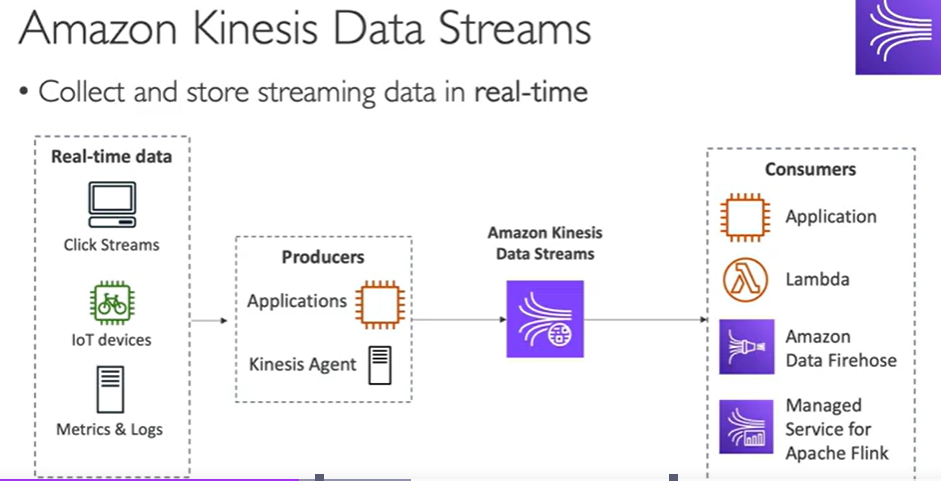 Amazon Kinesis Data Streams
• Collect and store streaming data in real-time
Real-time data
Click Streams
IoT devices
Metrics & Logs
Producers
Applications
Kinesis Agent
Amazon Kinesis
Data Streams
Consumers
Application
Lambda
Amazon
Data Firehose
Managed
Service for
Apache Flink